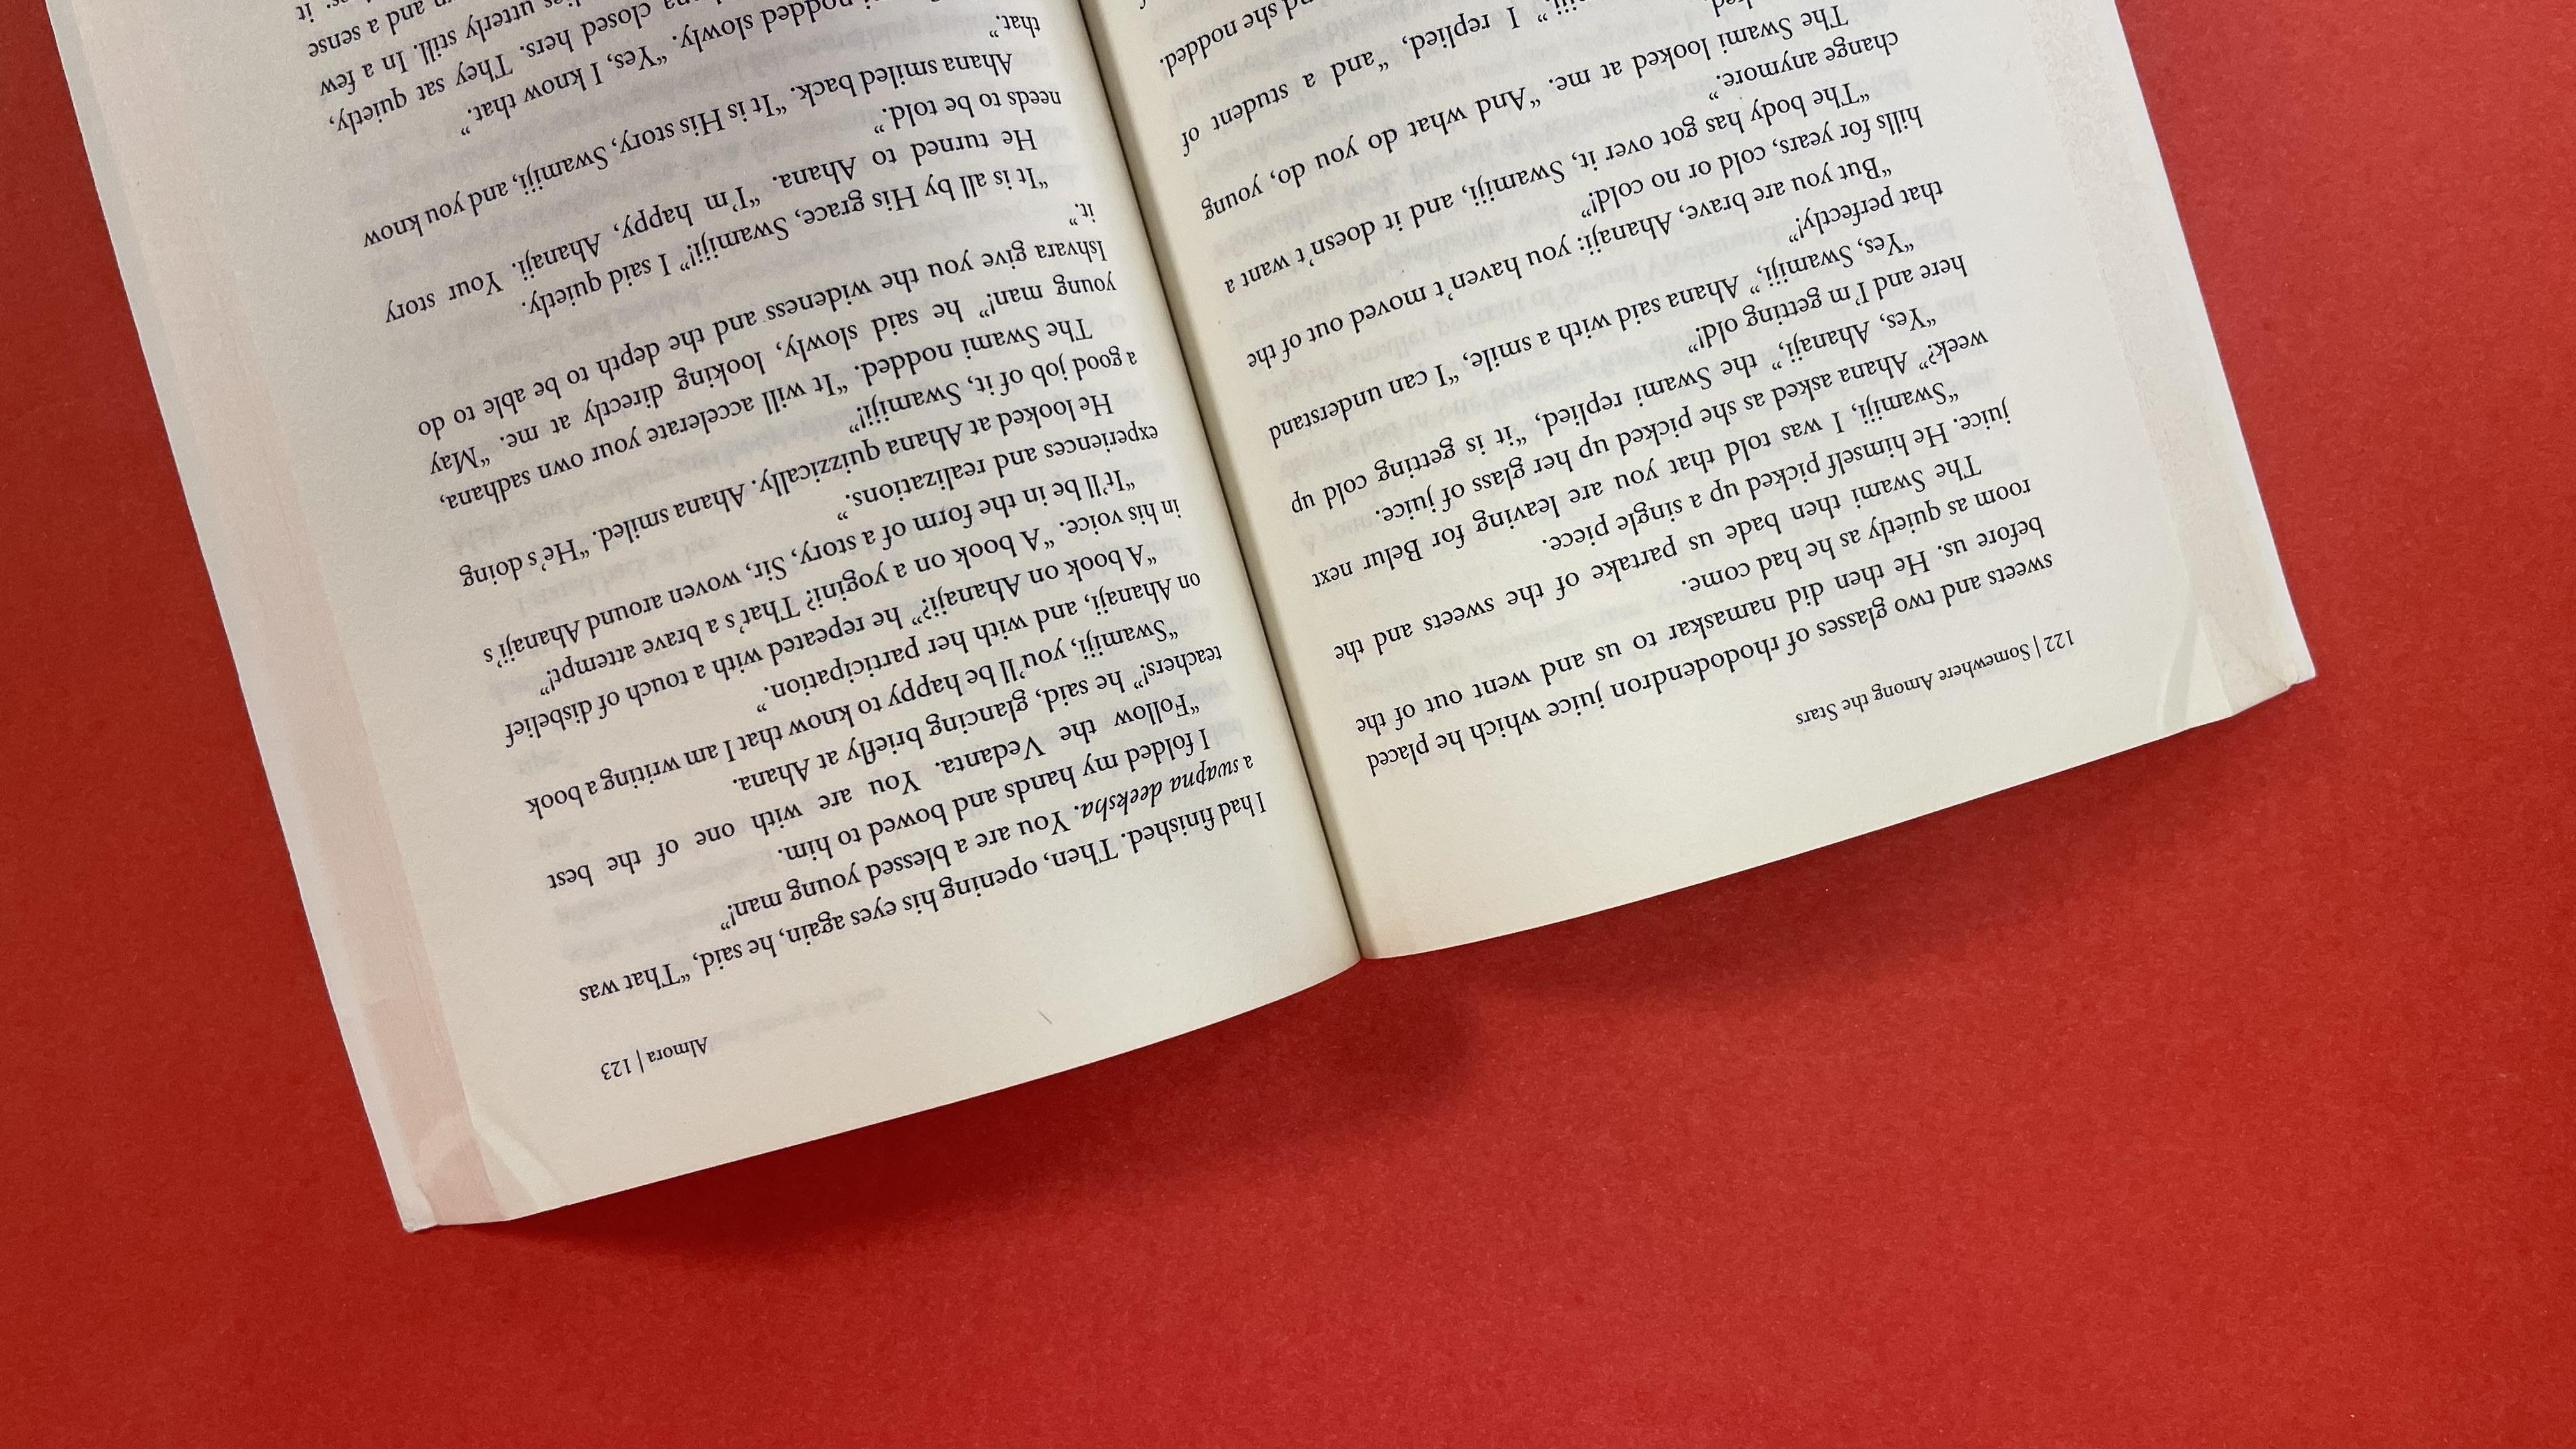 122 | Somewhere Among the Stars
sweets and two glasses of rhododendron juice which he placed
before us. He then did namaskar to us and went out of the
room as quietly as he had come.
The Swami then bade us partake of the sweets and the
juice. He himself picked up a single piece.
“Swamiji, I was told that you are leaving for Belur next
week?” Ahana asked as she picked up her glass of juice.
“Yes, Ahanaji,” the Swami replied, “it is getting cold up
here and I’m getting old!”
“Yes, Swamiji,” Ahana said with a smile, “I can understand
that perfectly!”
“But you are brave, Ahanaji: you haven’t moved out of the
hills for years, cold or no cold!”
“The body has got over it, Swamiji, and it doesn’t want a
change anymore.”
The Swami looked at me. “And what do you do, young
I replied, “and a student of
and she nodded.
Almora | 123
I had finished. Then, opening his eyes again, he said, “That was
a swapna deeksha. You are a blessed young man!”
I folded my hands and bowed to him.
“Follow the Vedanta. You are with one of the best
teachers!” he said, glancing briefly at Ahana.
“Swamiji, you’ll be happy to know that I am writing a book
on Ahanaji, and with her participation.”
“A book on Ahanaji?” he repeated with a touch of disbelief
in his voice. “A book on a yogini? That’s a brave attempt!”
“It’ll be in the form of a story, Sir, woven around Ahanaji’s
experiences and realizations.”
He looked at Ahana quizzically. Ahana smiled. “He’s doing
a good job of it, Swamiji!”
The Swami nodded. “It will accelerate your own sadhana,
young man!” he said slowly, looking directly at me. “May
Ishvara give you the wideness and the depth to be able to do
it.”
“It is all by His grace, Swamiji!” I said quietly.
He turned to Ahana. “I’m happy, Ahanaji. Your story
needs to be told.”
Ahana smiled back. “It is His story, Swamiji, and you know
that.”
nodded slowly. “Yes, I know that.”
closed hers. They sat quietly,
utterly still. In a few
and a sense
it